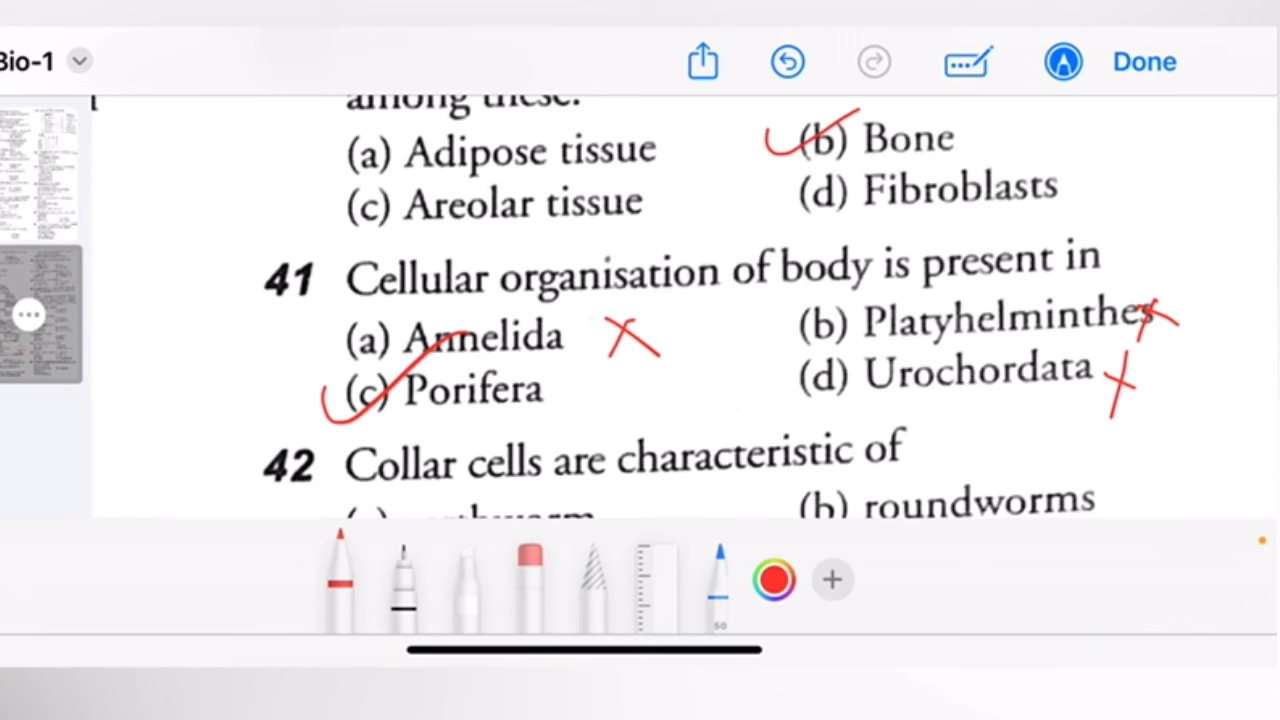 Bio-1
Done
among these.
(a) Adipose tissue (b) Bone
(c) Areolar tissue (d) Fibroblasts
41 Cellular organisation of body is present in
(a) Annelida (b) Platyhelminthes
(c) Porifera (d) Urochordata
42 Collar cells are characteristic of
(b) roundworms
50